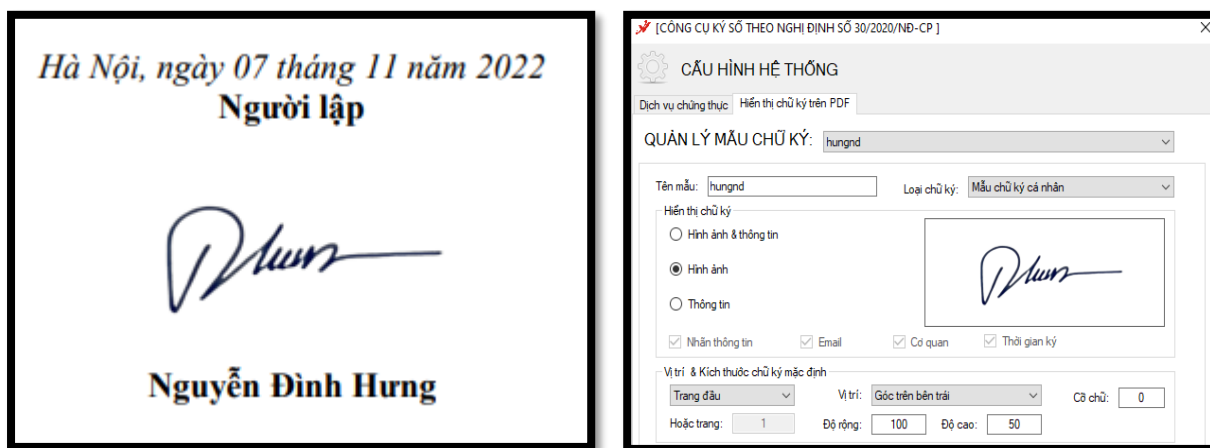 Hà Nội, ngày 07 tháng 11 năm 2022
Người lập
Nguyễn Đình Hưng
[CÔNG CỤ KÝ SỐ THEO NGHỊ ĐỊNH SỐ 30/2020/NĐ-CP ]
CẤU HÌNH HỆ THỐNG
Dịch vụ chứng thực Hiển thị chữ ký trên PDF
QUẢN LÝ MẪU CHỮ KÝ: hungnd
Tên mẫu: hungnd Loại chữ ký: Mẫu chữ ký cá nhân
Hiển thị chữ ký
Hình ảnh & thông tin
Hình ảnh
Thông tin
Nhãn thông tin Email Cơ quan Thời gian ký
Vị trí & Kích thước chữ ký mặc định
Trang đầu Vị trí: Góc trên bên trái Cỡ chữ: 0
Hoặc trang: 1 Độ rộng: 100 Độ cao: 50